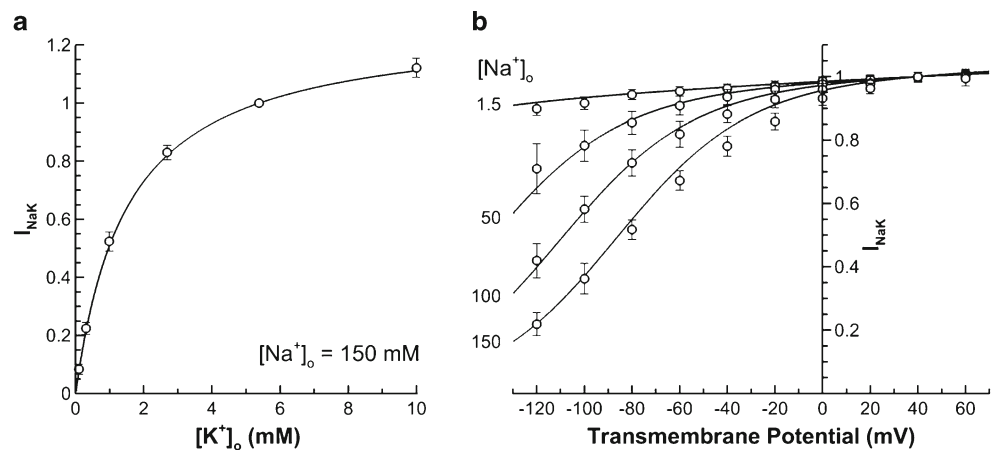 a
1.2
1
0.8
0.6
0.4
0.2
0
I_NaK
0 2 4 6 8 10
[K⁺]ₒ (mM)
[Na⁺]ₒ = 150 mM
b
[Na⁺]ₒ
1.5
50
100
150
1
0.8
0.6
0.4
0.2
I_NaK
-120 -100 -80 -60 -40 -20 0 20 40 60
Transmembrane Potential (mV)